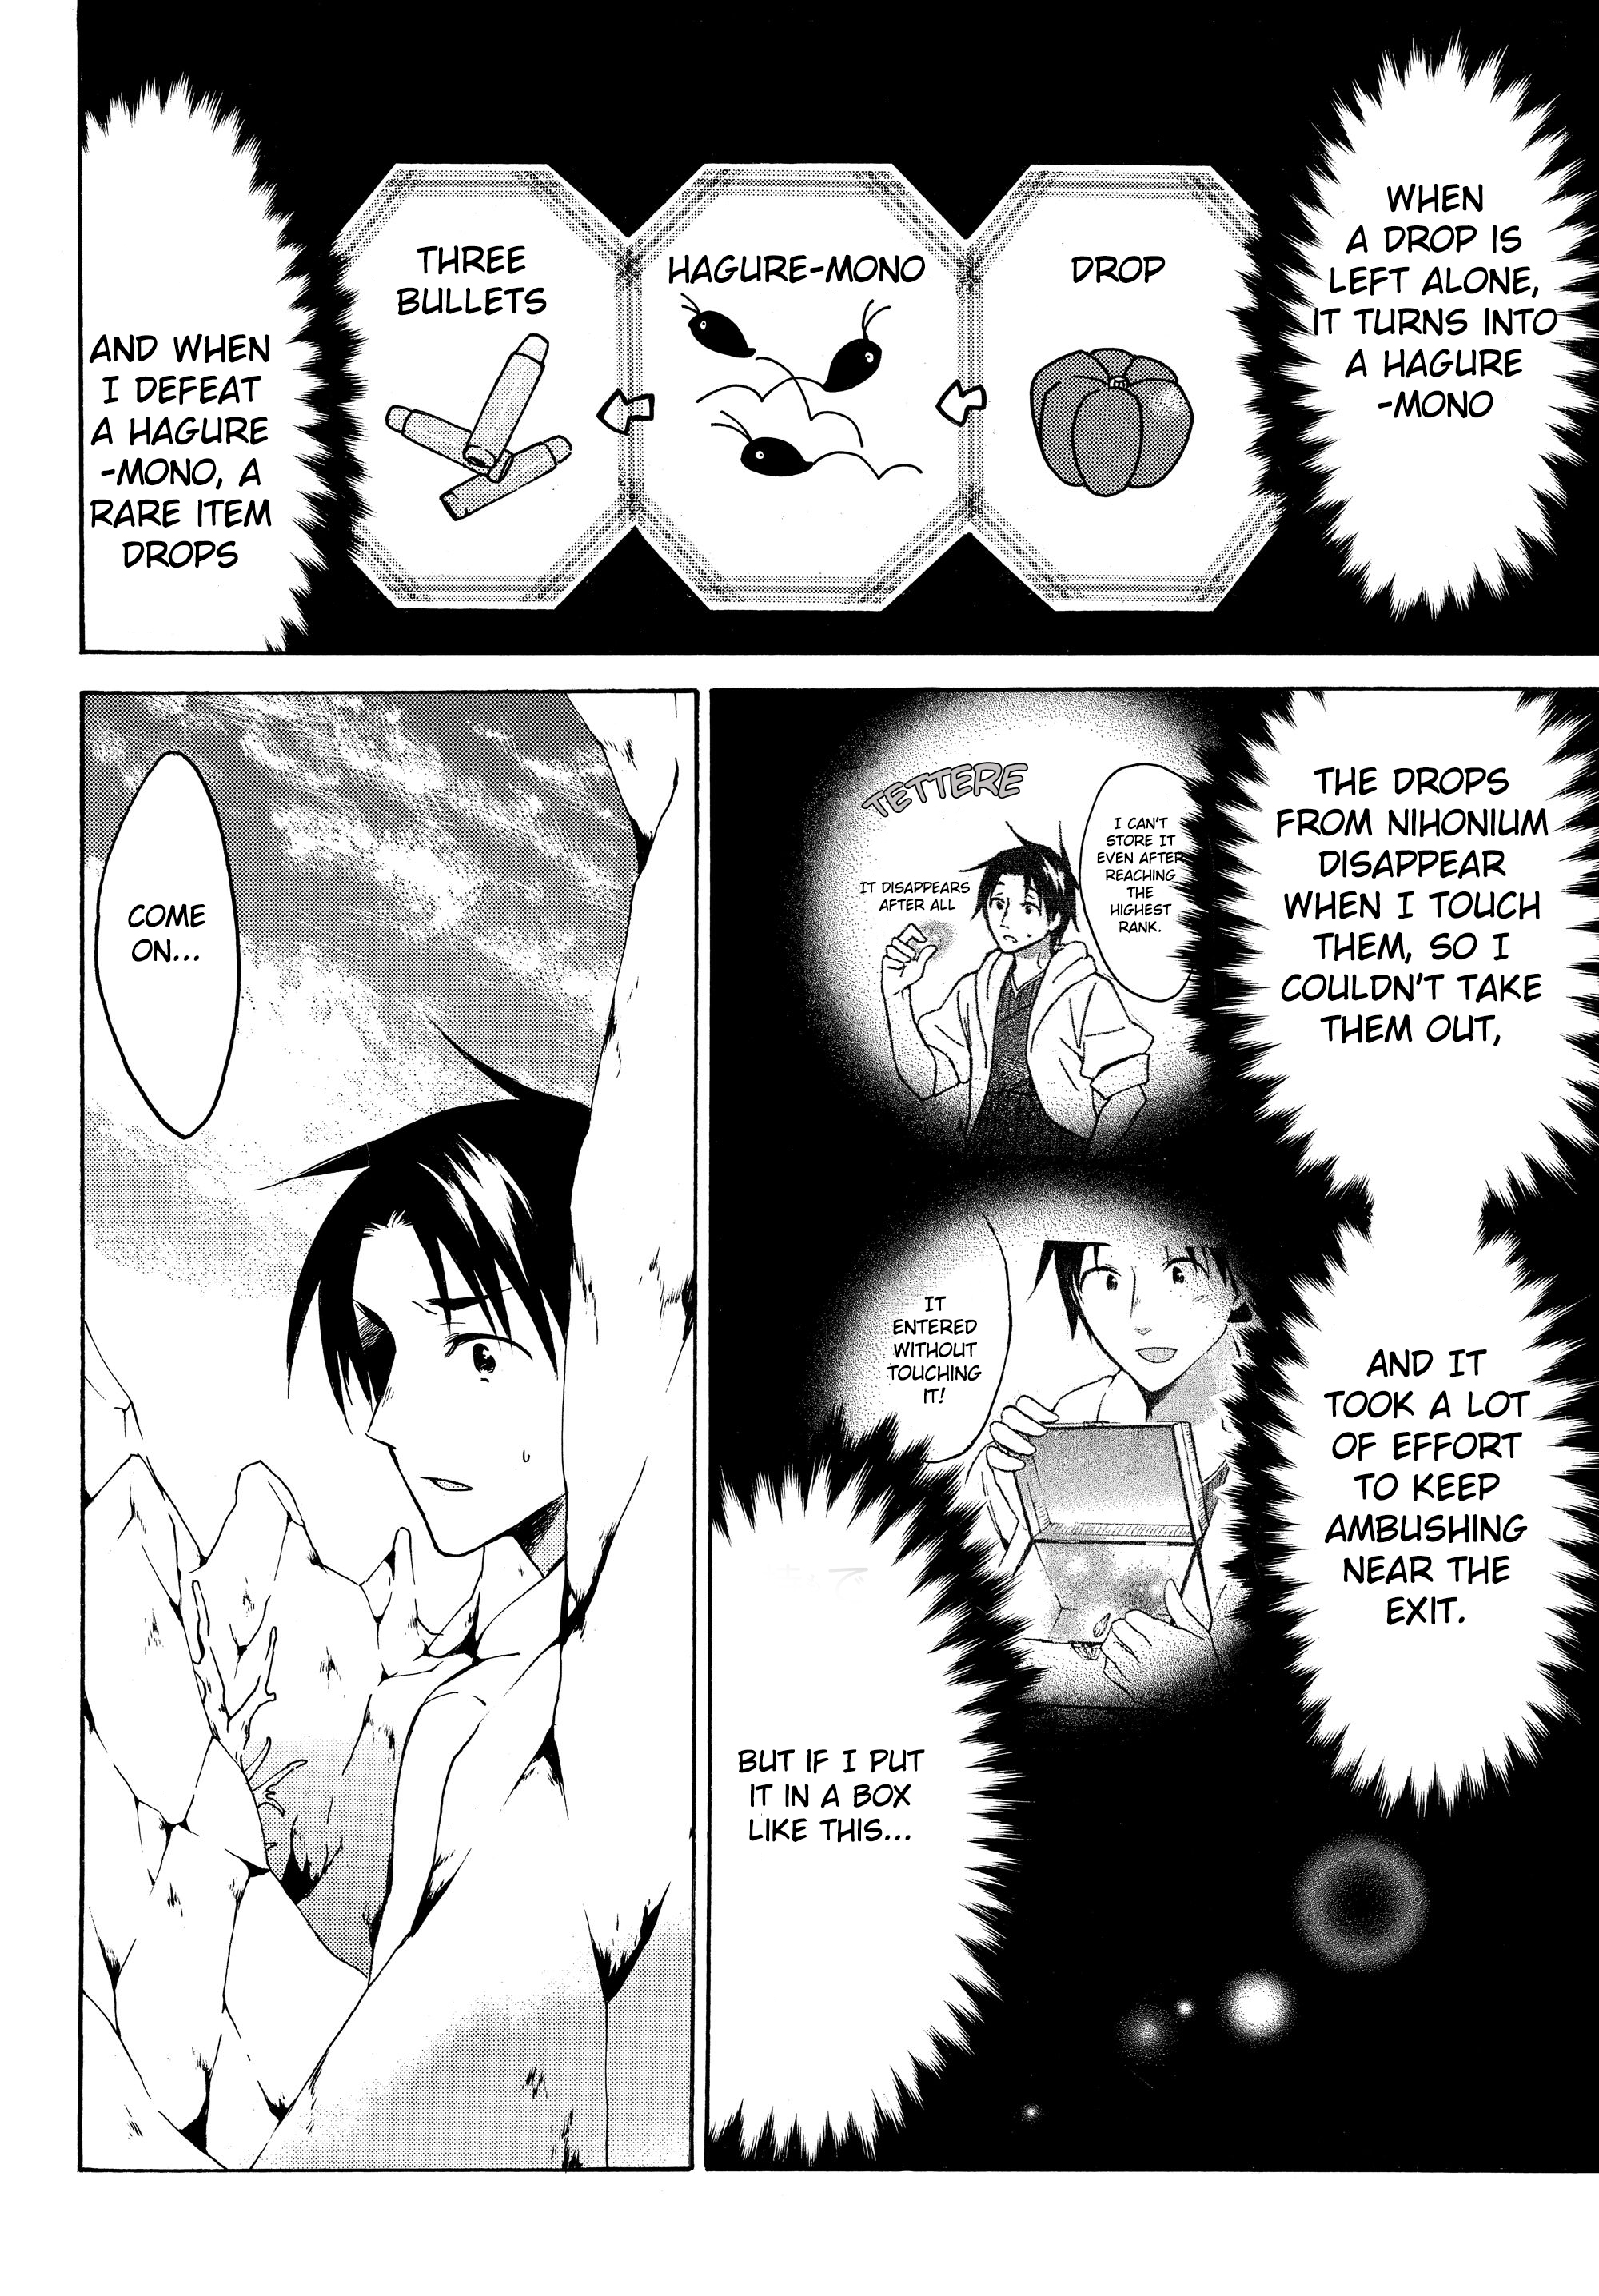 WHEN
A DROP IS
LEFT ALONE,
IT TURNS INTO
A HAGURE
-MONO
DROP
HAGURE-MONO
THREE
BULLETS
AND WHEN
I DEFEAT
A HAGURE
-MONO, A
RARE ITEM
DROPS
THE DROPS
FROM NIHONIUM
DISAPPEAR
WHEN I TOUCH
THEM, SO I
COULDN'T TAKE
THEM OUT,
I CAN'T
STORE IT
EVEN AFTER
REACHING
THE
HIGHEST
RANK.
TETTERE
IT DISAPPEARS
AFTER ALL
AND IT
TOOK A LOT
OF EFFORT
TO KEEP
AMBUSHING
NEAR THE
EXIT.
IT
ENTERED
WITHOUT
TOUCHING
IT!
BUT IF I PUT
IT IN A BOX
LIKE THIS...
COME
ON...